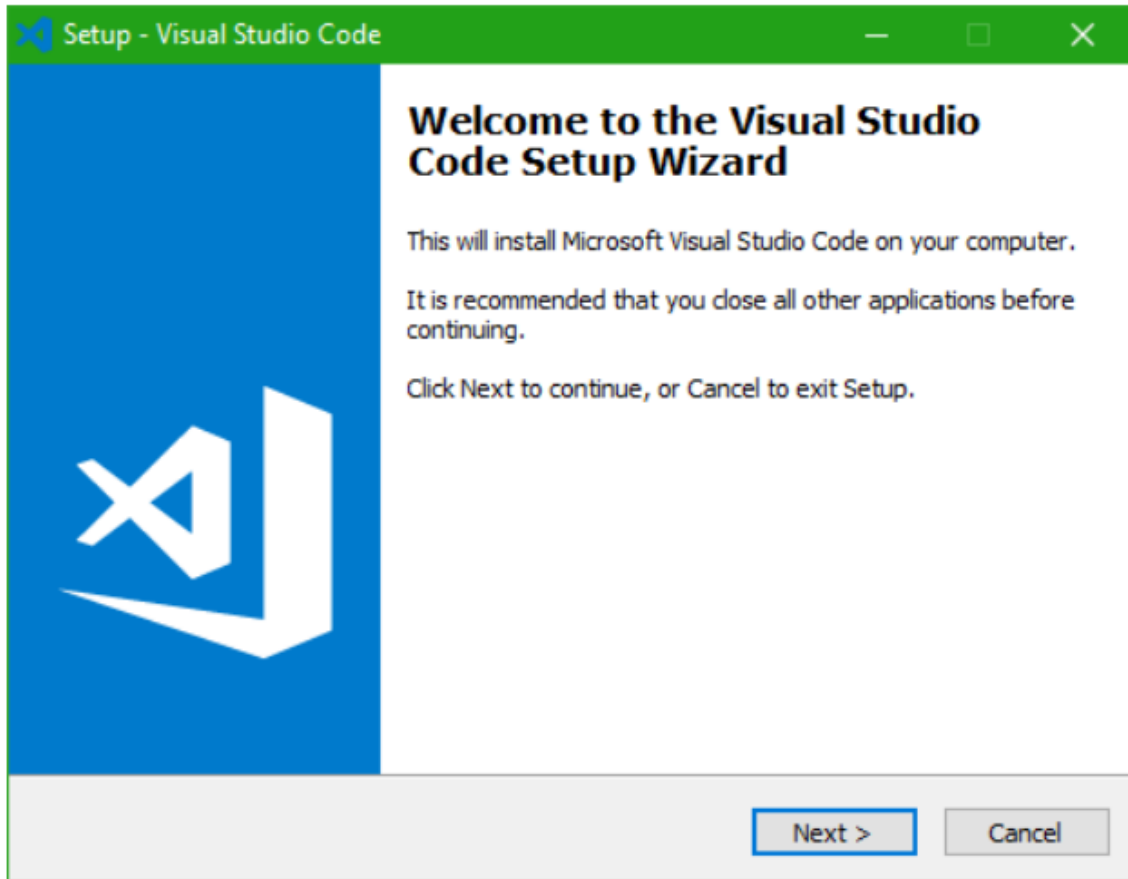 Setup - Visual Studio Code
Welcome to the Visual Studio
Code Setup Wizard
This will install Microsoft Visual Studio Code on your computer.
It is recommended that you close all other applications before
continuing.
Click Next to continue, or Cancel to exit Setup.
Next >
Cancel